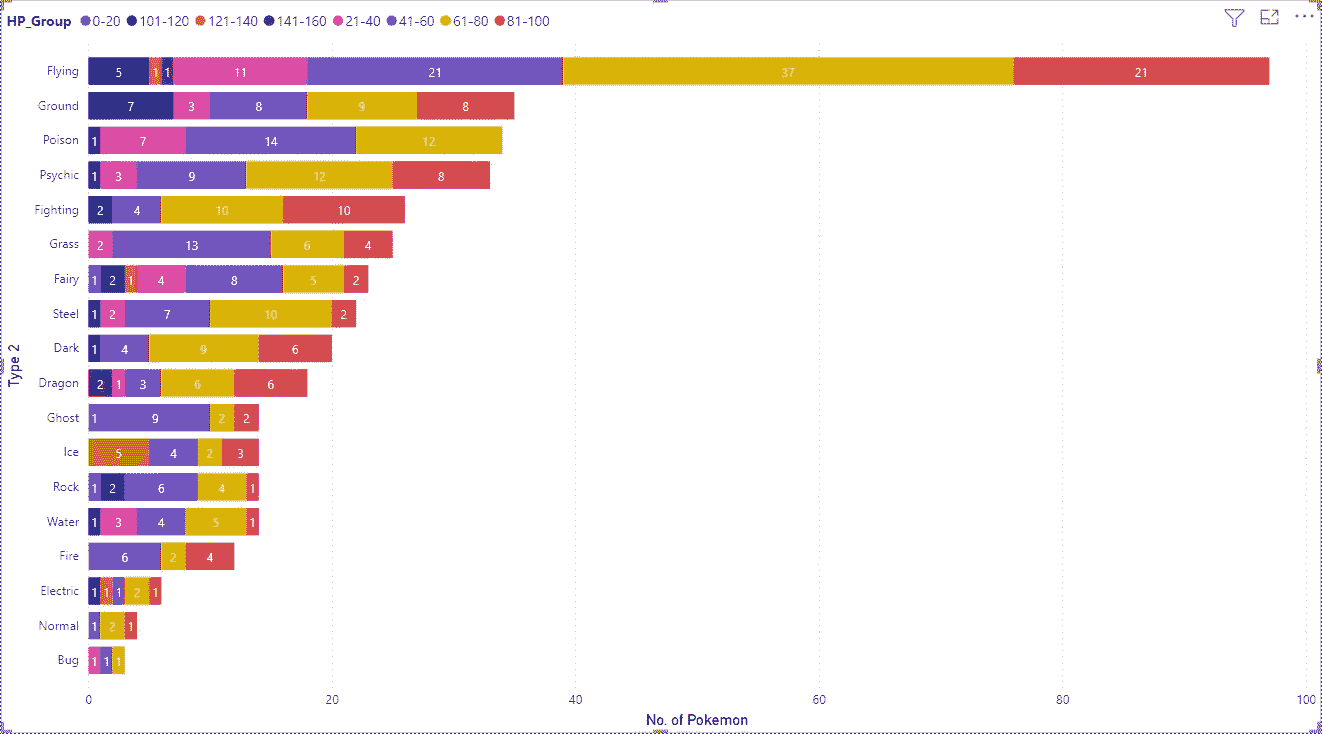 HP_Group 0-20 101-120 121-140 141-160 21-40 41-60 61-80 81-100
Flying 5 1 1 11 21 37 21
Ground 7 3 8 9 8
Poison 1 7 14 12
Psychic 1 3 9 12 8
Fighting 2 4 10 10
Grass 2 13 6 4
Fairy 1 2 1 4 8 5 2
Steel 1 2 7 10 2
Dark 1 4 9 6
Dragon 2 1 3 6 6
Ghost 1 9 2 2
Ice 5 4 2 3
Rock 1 2 6 4 1
Water 1 3 4 5 1
Fire 6 2 4
Electric 1 1 1 2 1
Normal 1 2 1
Bug 1 1 1
Type 2
0 20 40 60 80 100
No. of Pokemon